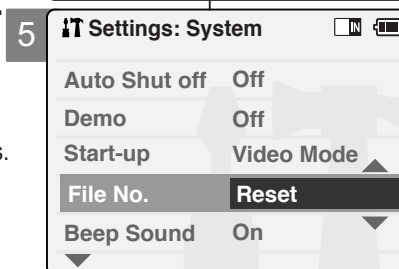 5
Settings: System
IN
Auto Shut off Off
Demo Off
s.
Start-up Video Mode
File No. Reset
Beep Sound On